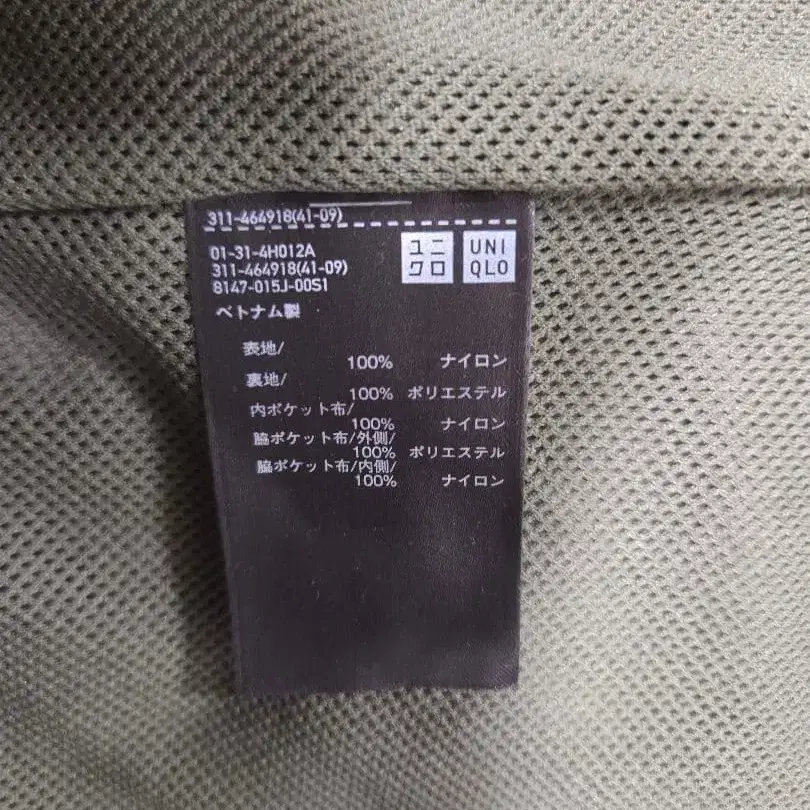 311-464918(41-09)
01-31-4H012A
311-464918(41-09)
8147-015J-00S1
ベトナム製
ユニ
クロ
UNI
QLO
表地/
100% ナイロン
裏地/
100% ポリエステル
内ポケット布/
100% ナイロン
脇ポケット布/外側/
100% ポリエステル
脇ポケット布/内側/
100% ナイロン